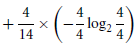 + 4/14 × (− 4/4 log₂ 4/4)